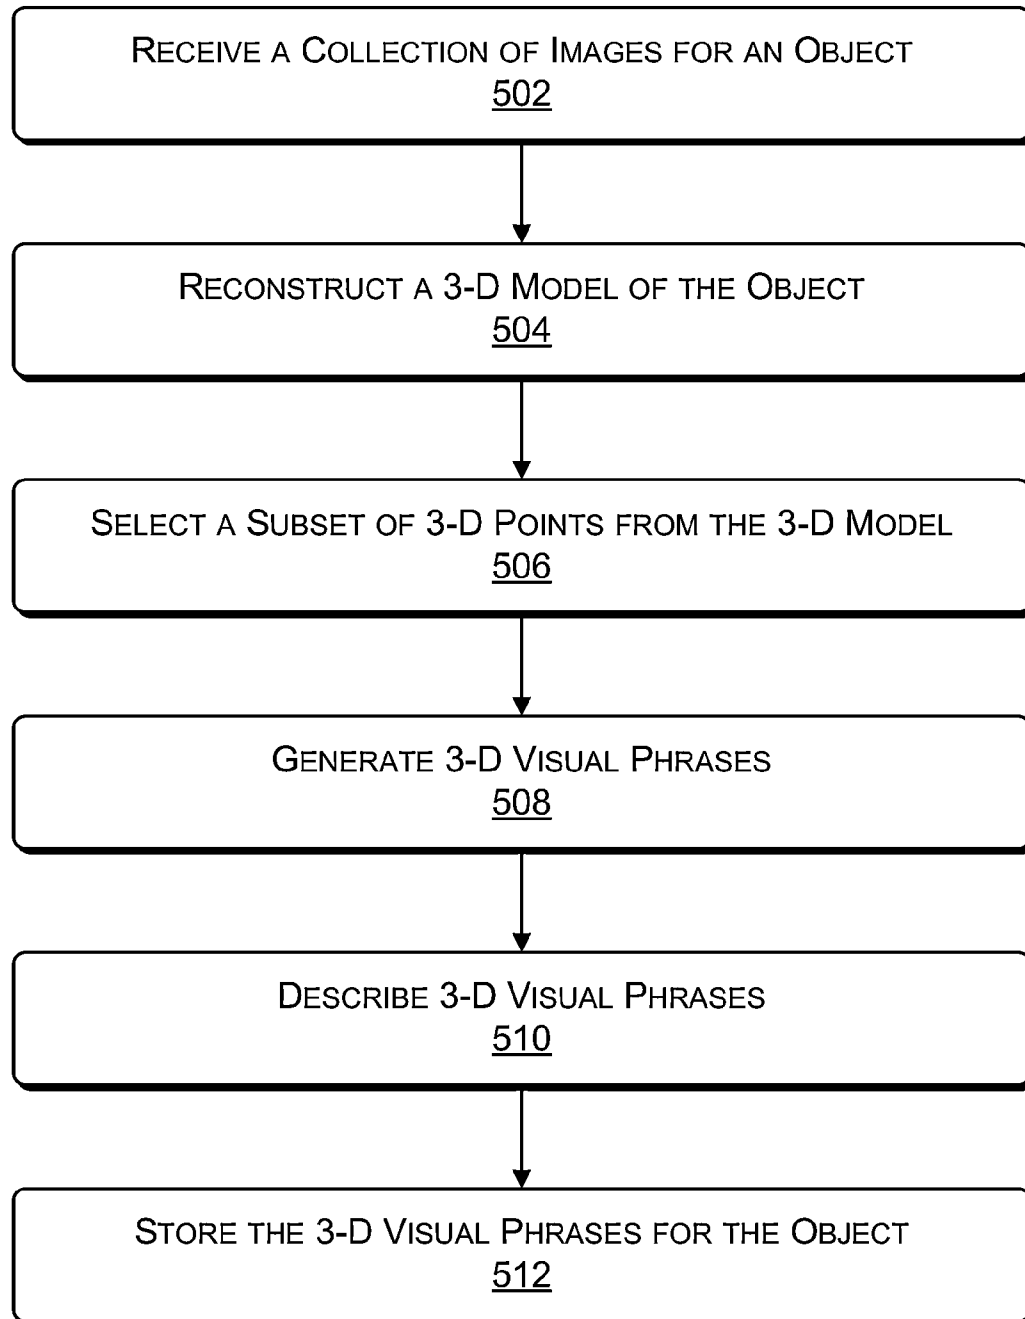 RECEIVE A COLLECTION OF IMAGES FOR AN OBJECT
502
RECONSTRUCT A 3-D MODEL OF THE OBJECT
504
SELECT A SUBSET OF 3-D POINTS FROM THE 3-D MODEL
506
GENERATE 3-D VISUAL PHRASES
508
DESCRIBE 3-D VISUAL PHRASES
510
STORE THE 3-D VISUAL PHRASES FOR THE OBJECT
512